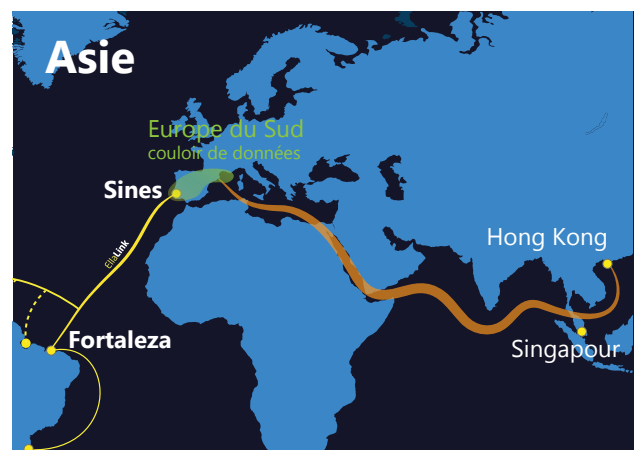 Asie
Europe du Sud
couloir de données
Sines
EllaLink
Hong Kong
Fortaleza
Singapour